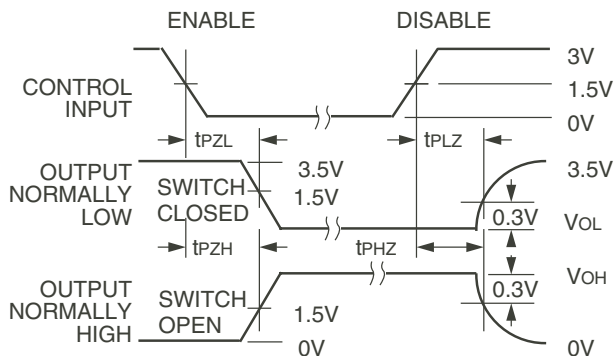 ENABLE
DISABLE
CONTROL
INPUT
3V
1.5V
0V
tPZL
tPLZ
OUTPUT
NORMALLY
LOW
SWITCH
CLOSED
3.5V
1.5V
3.5V
0.3V
VOL
tPZH
tPHZ
VOH
0.3V
OUTPUT
NORMALLY
HIGH
SWITCH
OPEN
1.5V
0V
0V